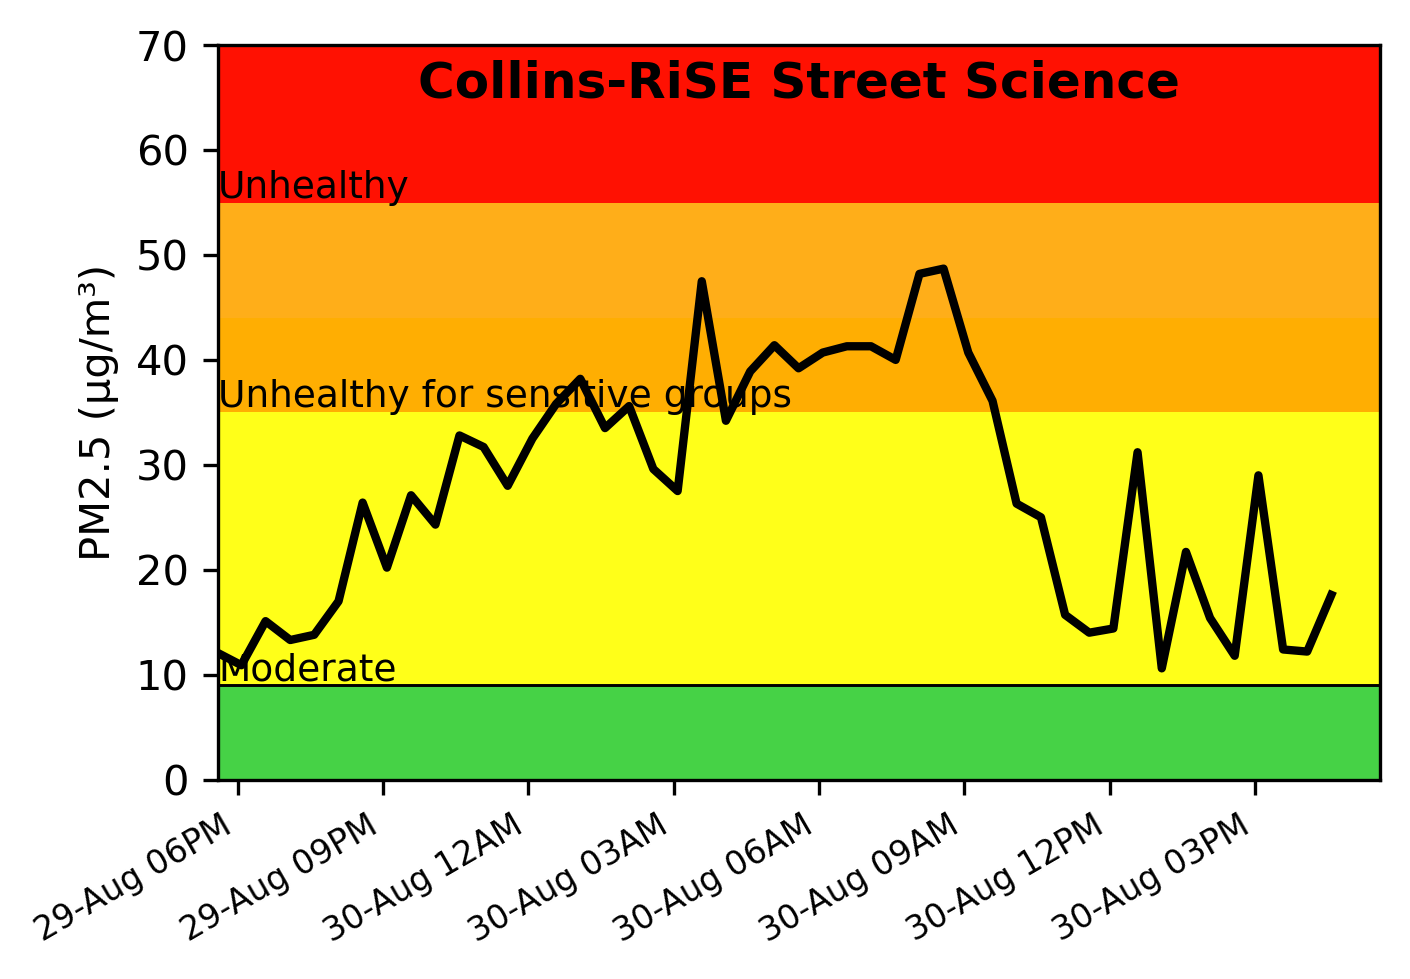 Collins-RiSE Street Science
70
60
50
40
30
20
10
0
PM2.5 (µg/m³)
Unhealthy
Unhealthy for sensitive groups
Moderate
29-Aug 06PM
29-Aug 09PM
30-Aug 12AM
30-Aug 03AM
30-Aug 06AM
30-Aug 09AM
30-Aug 12PM
30-Aug 03PM